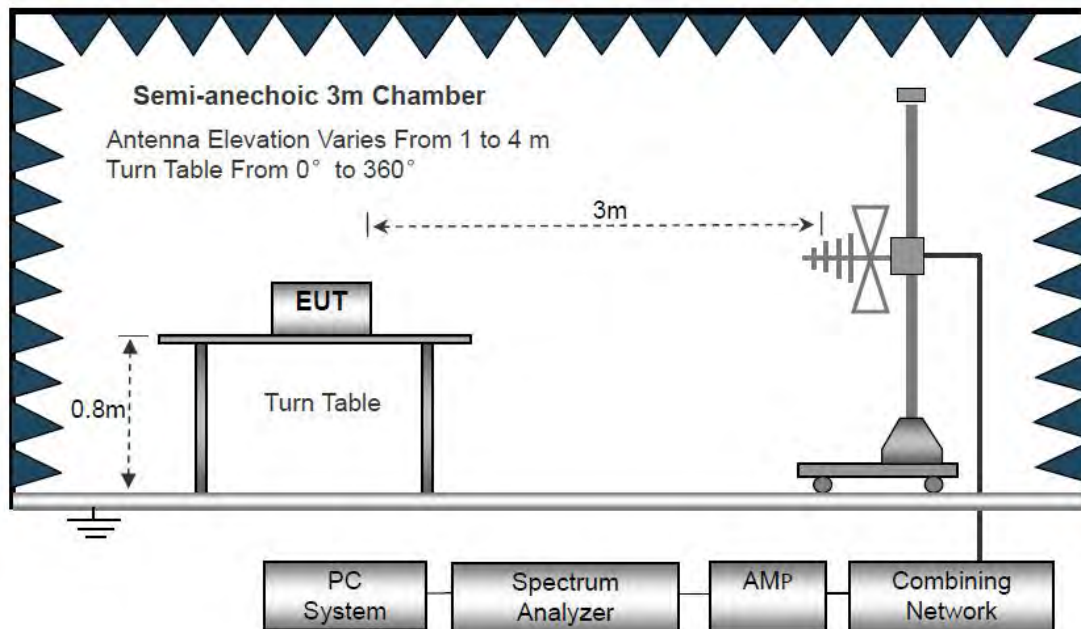 Semi-anechoic 3m Chamber
Antenna Elevation Varies From 1 to 4 m
Turn Table From 0° to 360°
3m
EUT
0.8m
Turn Table
PC
System
Spectrum
Analyzer
AMP
Combining
Network